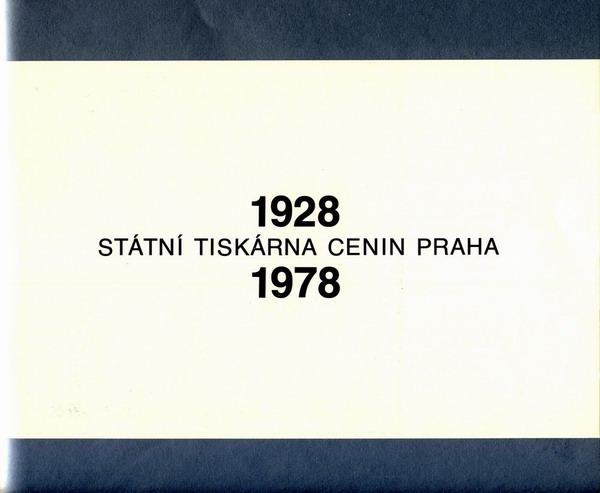 1928
STÁTNÍ TISKÁRNA CENIN PRAHA
1978